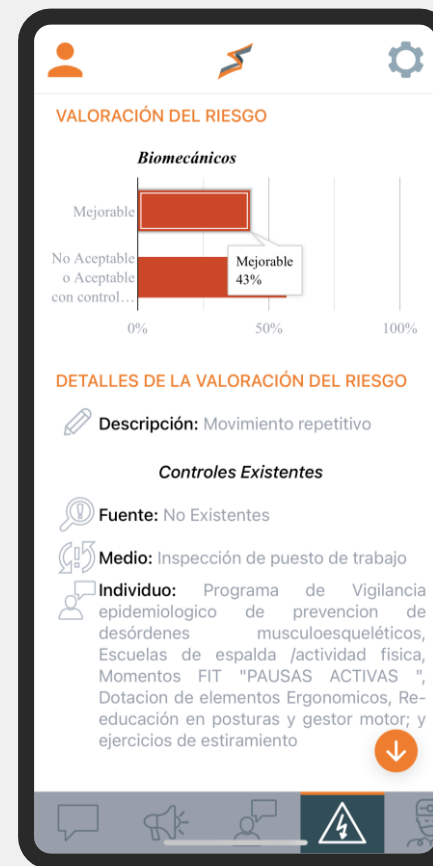 VALORACIÓN DEL RIESGO
Biomecánicos
Mejorable
No Aceptable
o Aceptable
con control…
Mejorable
43%
0%
50%
100%
DETALLES DE LA VALORACIÓN DEL RIESGO
Descripción: Movimiento repetitivo
Controles Existentes
Fuente: No Existentes
Medio: Inspección de puesto de trabajo
Individuo: Programa de Vigilancia
epidemiologico de prevencion de
desórdenes musculoesqueléticos,
Escuelas de espalda /actividad fisica,
Momentos FIT "PAUSAS ACTIVAS ",
Dotacion de elementos Ergonomicos, Re-
educación en posturas y gestor motor; y
ejercicios de estiramiento